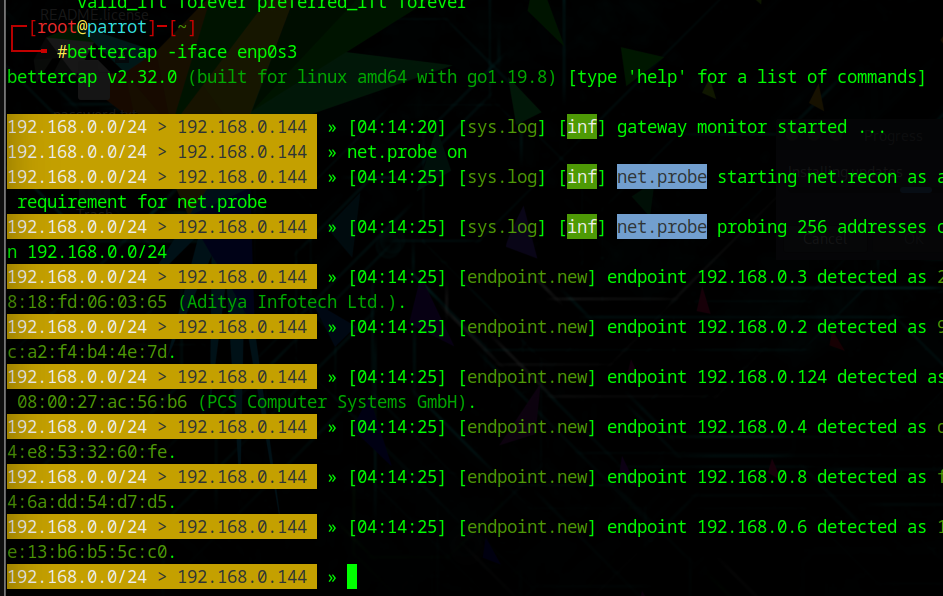 valid_lft forever preferred_lft forever
┌─[root@parrot]─[~]
└──╼ #bettercap -iface enp0s3
bettercap v2.32.0 (built for linux amd64 with go1.19.8) [type 'help' for a list of commands]
192.168.0.0/24 > 192.168.0.144 » [04:14:20] [sys.log] [inf] gateway monitor started ...
192.168.0.0/24 > 192.168.0.144 » net.probe on
192.168.0.0/24 > 192.168.0.144 » [04:14:25] [sys.log] [inf] net.probe starting net.recon as a
requirement for net.probe
192.168.0.0/24 > 192.168.0.144 » [04:14:25] [sys.log] [inf] net.probe probing 256 addresses o
n 192.168.0.0/24
192.168.0.0/24 > 192.168.0.144 » [04:14:25] [endpoint.new] endpoint 192.168.0.3 detected as 2
8:18:fd:06:03:65 (Aditya Infotech Ltd.).
192.168.0.0/24 > 192.168.0.144 » [04:14:25] [endpoint.new] endpoint 192.168.0.2 detected as 9
c:a2:f4:b4:4e:7d.
192.168.0.0/24 > 192.168.0.144 » [04:14:25] [endpoint.new] endpoint 192.168.0.124 detected as
08:00:27:ac:56:b6 (PCS Computer Systems GmbH).
192.168.0.0/24 > 192.168.0.144 » [04:14:25] [endpoint.new] endpoint 192.168.0.4 detected as
4:e8:53:32:60:fe.
192.168.0.0/24 > 192.168.0.144 » [04:14:25] [endpoint.new] endpoint 192.168.0.8 detected as f
4:6a:dd:54:d7:d5.
192.168.0.0/24 > 192.168.0.144 » [04:14:25] [endpoint.new] endpoint 192.168.0.6 detected as 1
e:13:b6:b5:5c:c0.
192.168.0.0/24 > 192.168.0.144 »